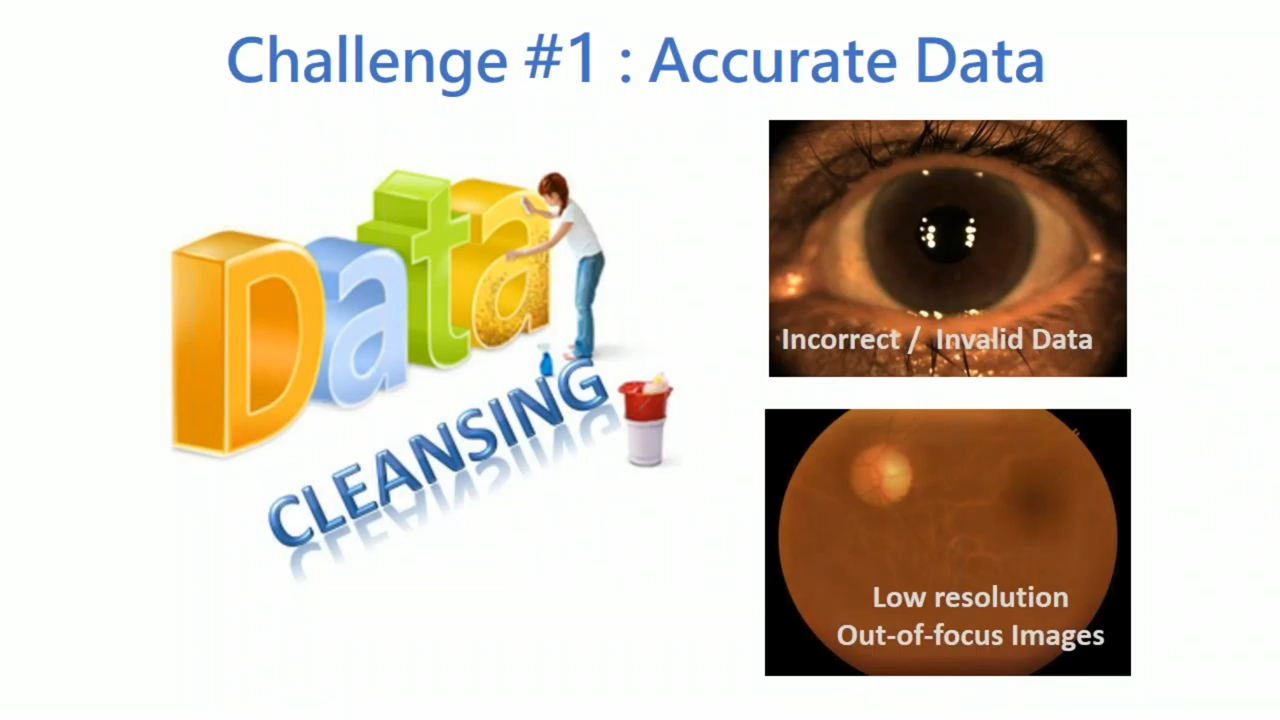 Challenge #1 : Accurate Data
Data
CLEANSING
Incorrect / Invalid Data
Low resolution
Out-of-focus Images